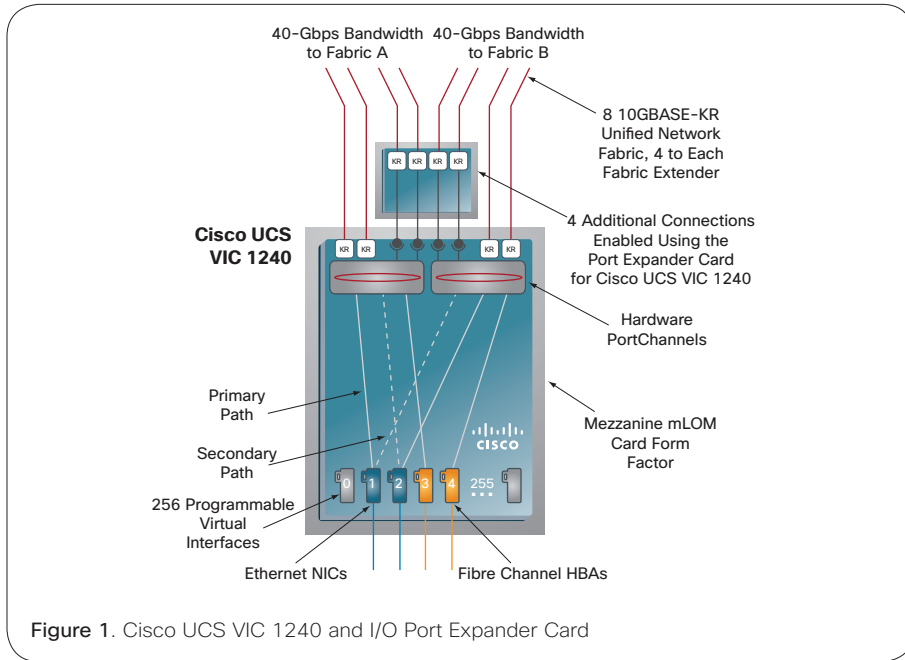 40-Gbps Bandwidth
to Fabric A
40-Gbps Bandwidth
to Fabric B
8 10GBASE-KR
Unified Network
Fabric, 4 to Each
Fabric Extender
KR
KR
KR
KR
4 Additional Connections
Enabled Using the
Port Expander Card
for Cisco UCS VIC 1240
Cisco UCS
VIC 1240
KR
KR
KR
KR
Hardware
PortChannels
Primary
Path
Mezzanine mLOM
Card Form
Factor
CISCO
Secondary
Path
0
1
2
3
4
255
256 Programmable
Virtual
Interfaces
Ethernet NICs
Fibre Channel HBAs
Figure 1. Cisco UCS VIC 1240 and I/O Port Expander Card